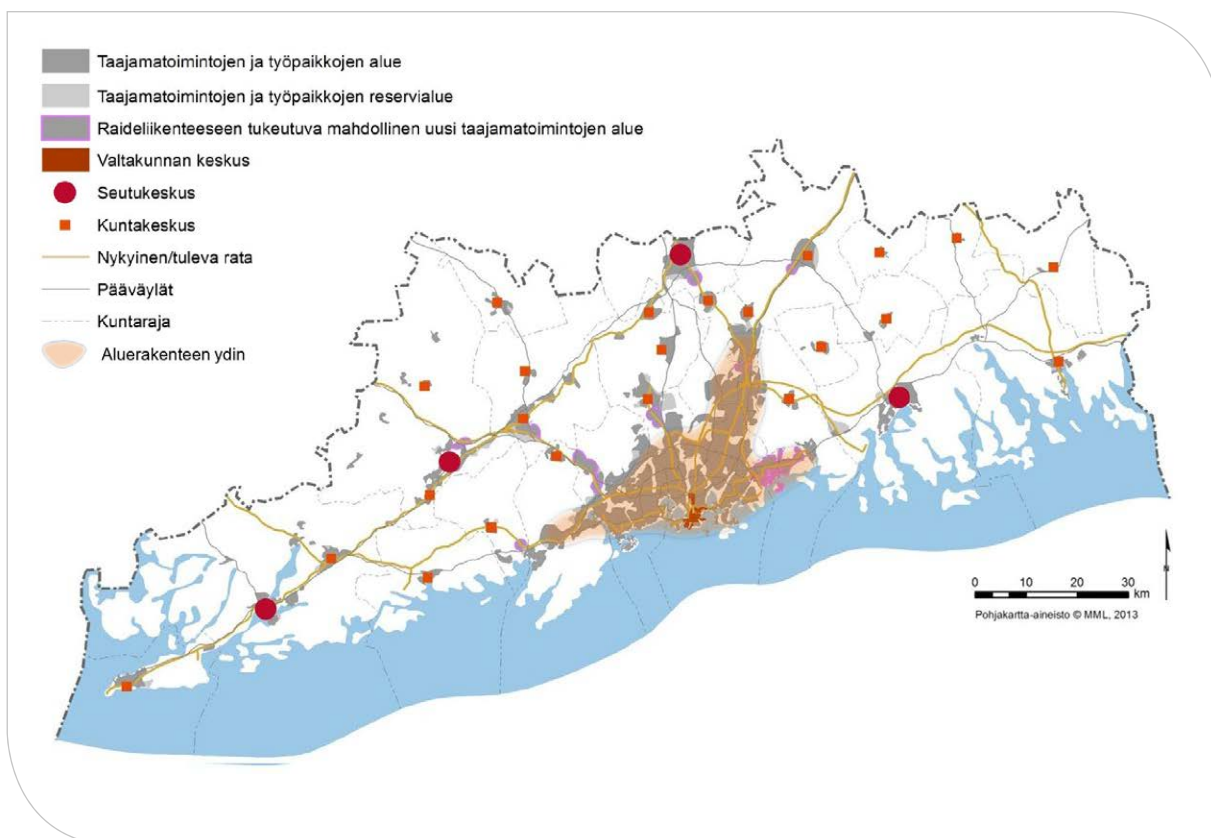 Taajamatoimintojen ja työpaikkojen alue
Taajamatoimintojen ja työpaikkojen reservialue
Raideliikenteeseen tukeutuva mahdollinen uusi taajamatoimintojen alue
Valtakunnan keskus
Seutukeskus
Kuntakeskus
Nykyinen/tuleva rata
Pääväylät
Kuntaraja
Aluerakenteen ydin
0 10 20 30
km
N
Pohjakartta-aineisto © MML, 2013